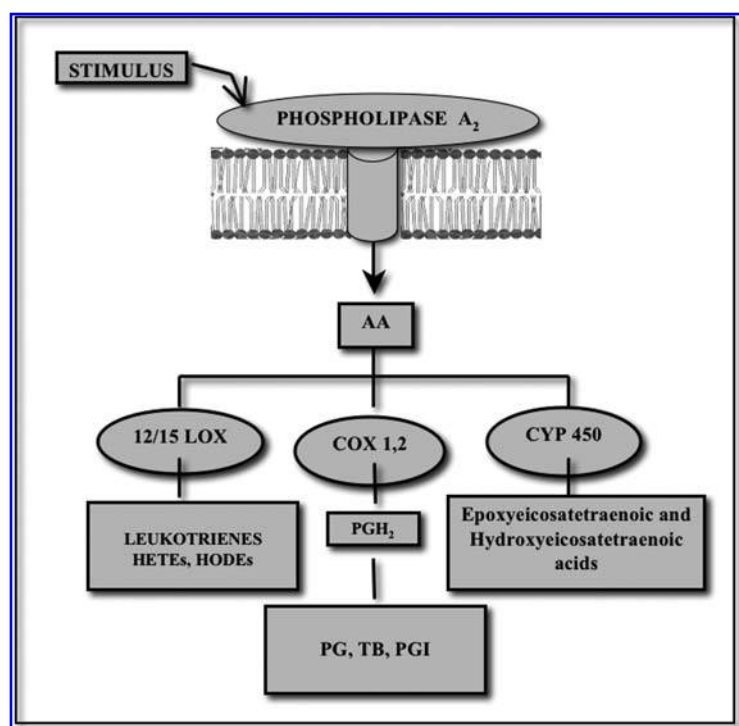 STIMULUS
PHOSPHOLIPASE A₂
AA
12/15 LOX
COX 1,2
CYP 450
LEUKOTRIENES
HETEs, HODEs
PGH₂
Epoxyeicosatetraenoic and
Hydroxyeicosatetraenoic
acids
PG, TB, PGI